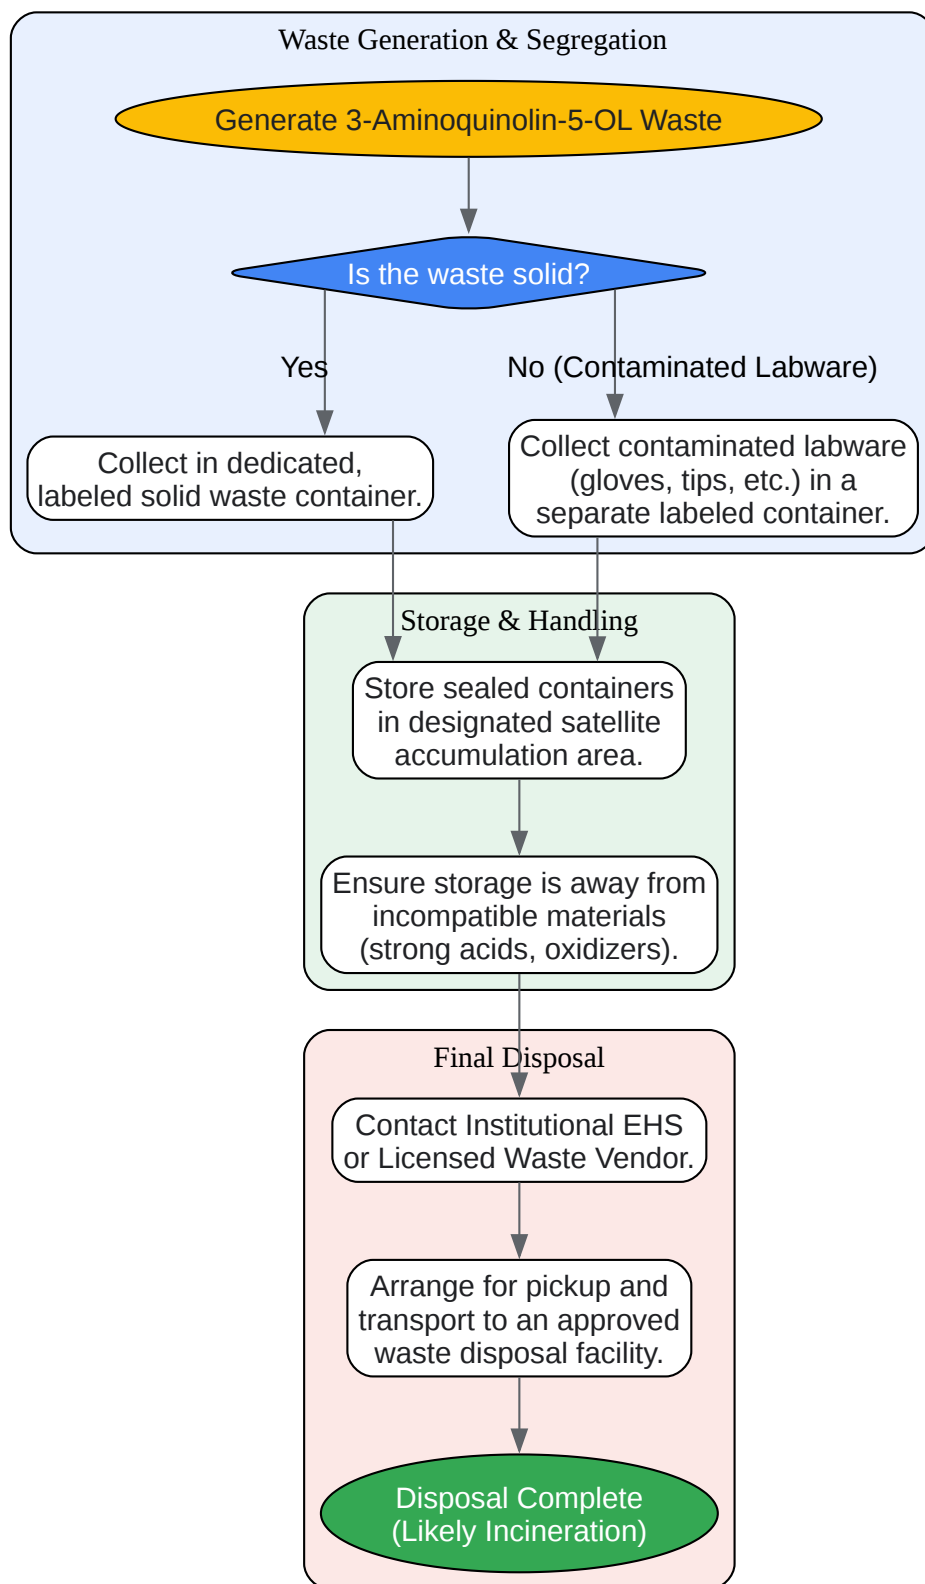 Waste Generation & Segregation
Generate 3-Aminoquinolin-5-OL Waste
Is the waste solid?
Yes
No (Contaminated Labware)
Collect in dedicated,
labeled solid waste container.
Collect contaminated labware
(gloves, tips, etc.) in a
separate labeled container.
Storage & Handling
Store sealed containers
in designated satellite
accumulation area.
Ensure storage is away from
incompatible materials
(strong acids, oxidizers).
Final Disposal
Contact Institutional EHS
or Licensed Waste Vendor.
Arrange for pickup and
transport to an approved
waste disposal facility.
Disposal Complete
(Likely Incineration)